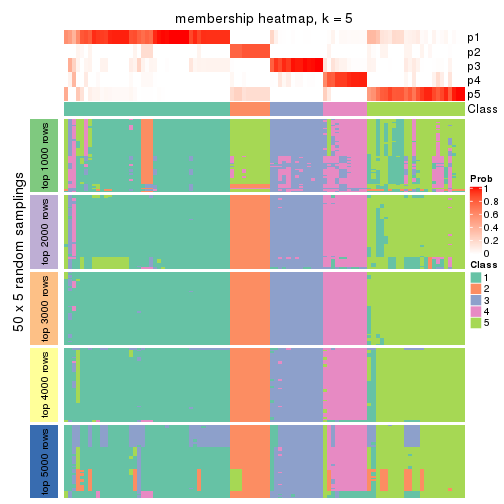 membership heatmap, k = 5
p1
p2
p3
p4
p5
Class
50 x 5 random samplings
top 1000 rows
top 2000 rows
top 3000 rows
top 4000 rows
top 5000 rows
Prob
1
0.8
0.6
0.4
0.2
0
Class
1
2
3
4
5